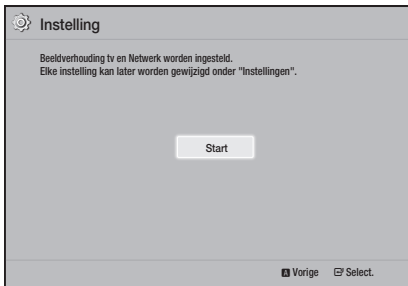 Instelling
Beeldverhouding tv en Netwerk worden ingesteld.
Elke instelling kan later worden gewijzigd onder "Instellingen".
Start
A Vorige Select.